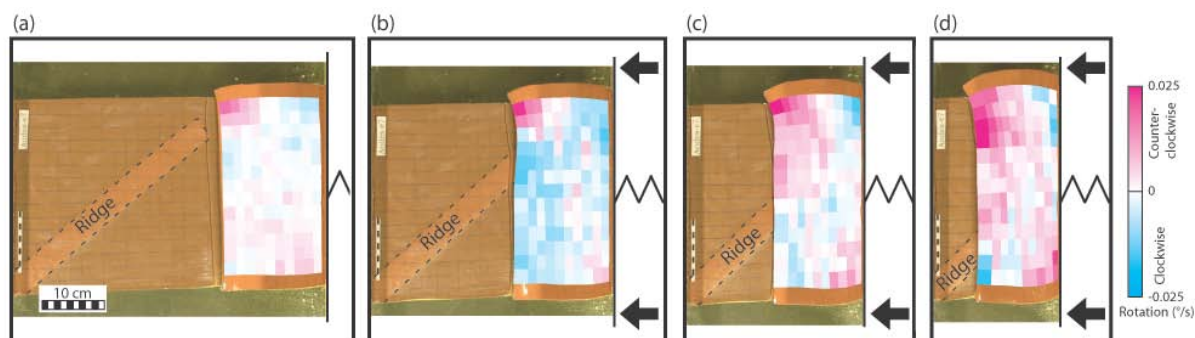 (a)
(b)
(c)
(d)
Ridge
10 cm
Ridge
Ridge
Ridge
0.025
Counter-
clockwise
0
Clockwise
-0.025
Rotation (°/s)